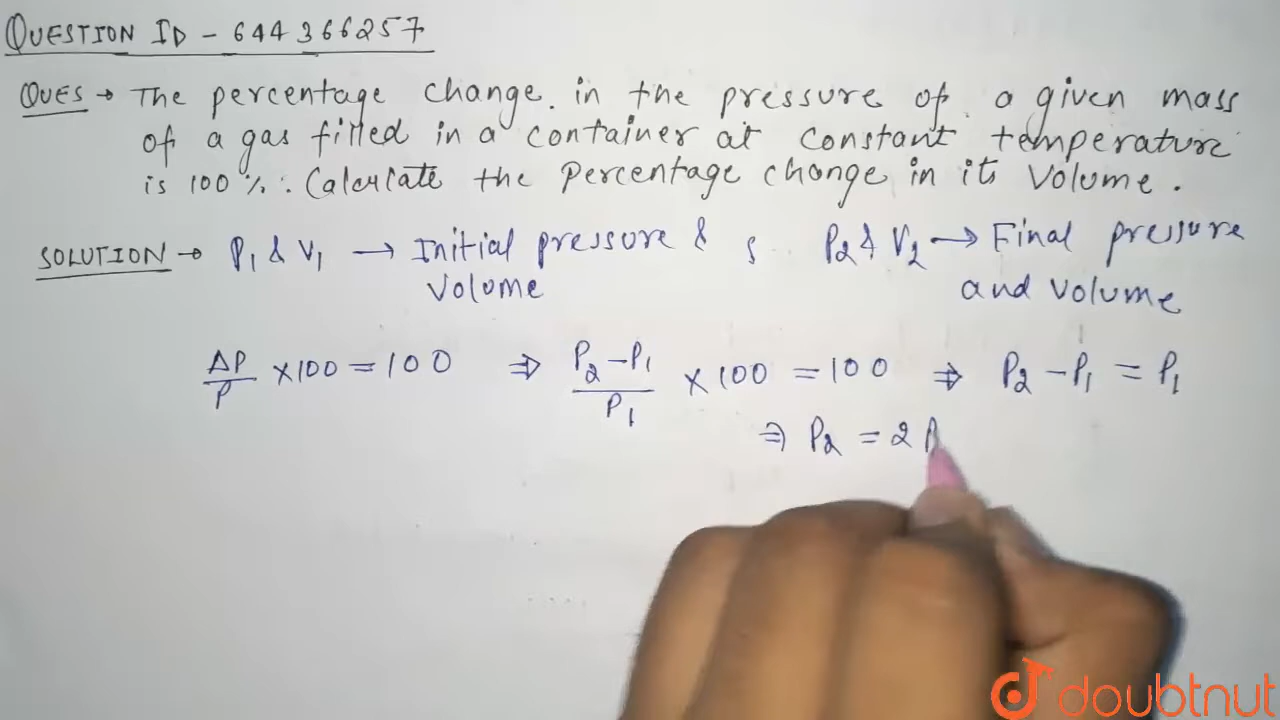 QUESTION ID - 644366257
QUES → The percentage change in the pressure of a given mass
of a gas filled in a container at constant temperature
is 100%. Calculate the percentage change in its volume.
SOLUTION → P₁ & V₁ → Initial pressure & ; P₂ & V₂ → Final pressure
volume and volume
ΔP/P × 100 = 100 ⇒ P₂ - P₁/P₁ × 100 = 100 ⇒ P₂ - P₁ = P₁
⇒ P₂ = 2 P
doubtnut